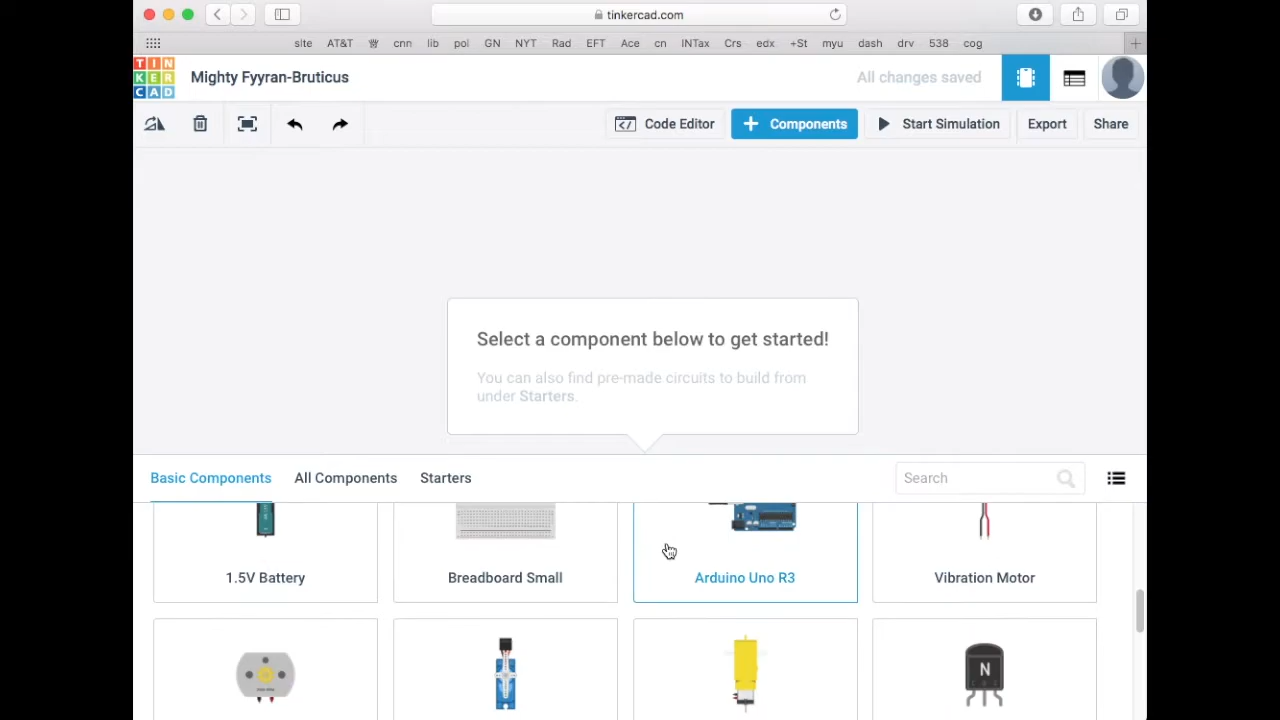 tinkercad.com
site AT&T cnn lib pol GN NYT Rad EFT Ace cn INTax Crs edx +St myu dash drv 538 cog
TIN
KER
CAD
Mighty Fyyran-Bruticus
All changes saved
Code Editor
Components
Start Simulation
Export
Share
Select a component below to get started!
You can also find pre-made circuits to build from
under Starters.
Basic Components
All Components
Starters
Search
1.5V Battery
Breadboard Small
Arduino Uno R3
Vibration Motor
N